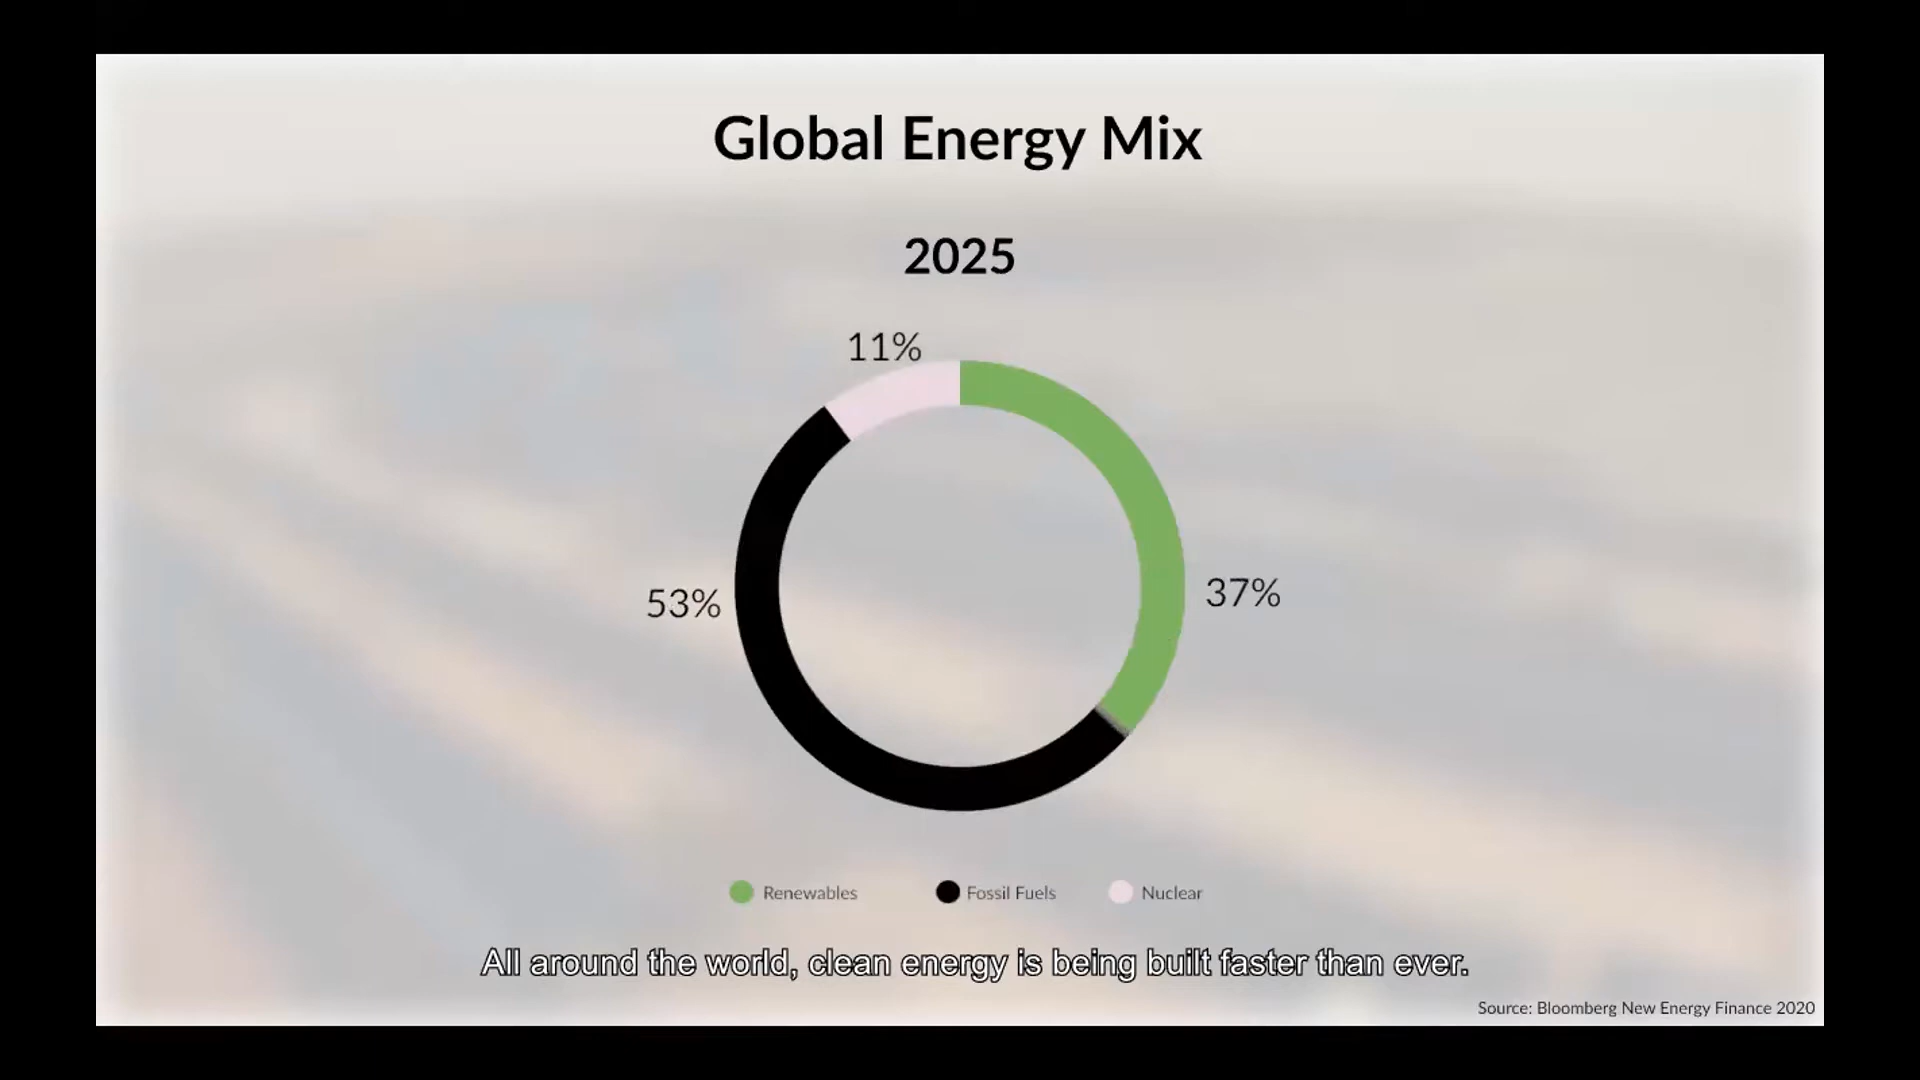 Global Energy Mix
2025
11%
53%
37%
Renewables
Fossil Fuels
Nuclear
All around the world, clean energy is being built faster than ever.
Source: Bloomberg New Energy Finance 2020